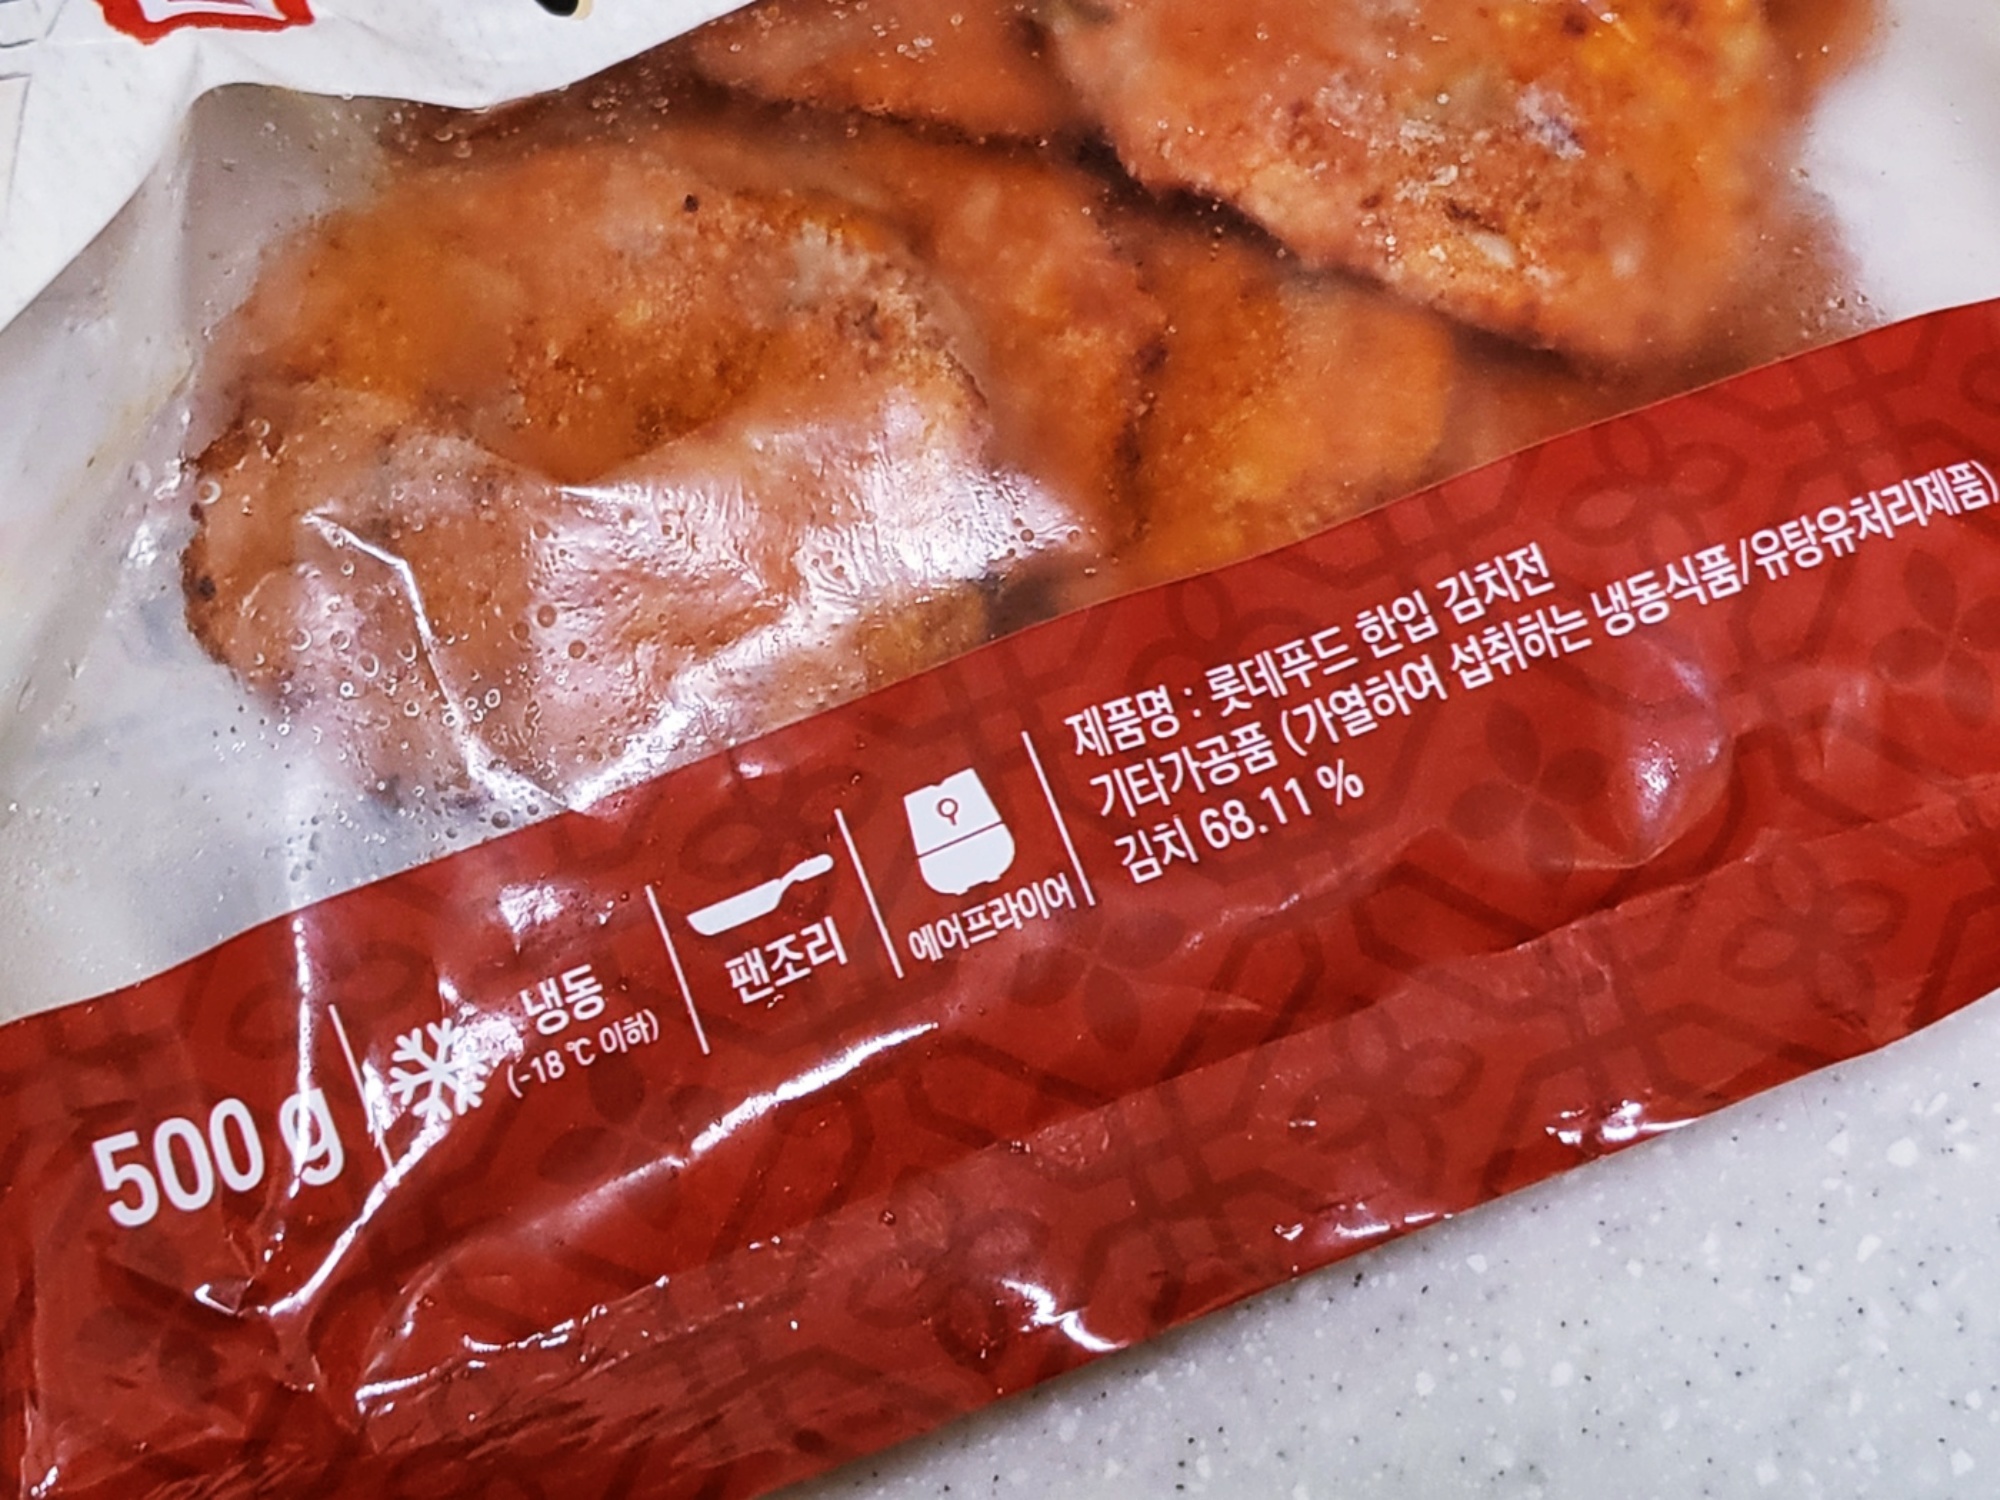 제품명 : 롯데푸드 한입 김치전
기타가공품 (가열하여 섭취하는 냉동식품/유탕유처리제품)
김치 68.11 %
500 g
냉동
(-18 ℃ 이하)
팬조리
에어프라이어